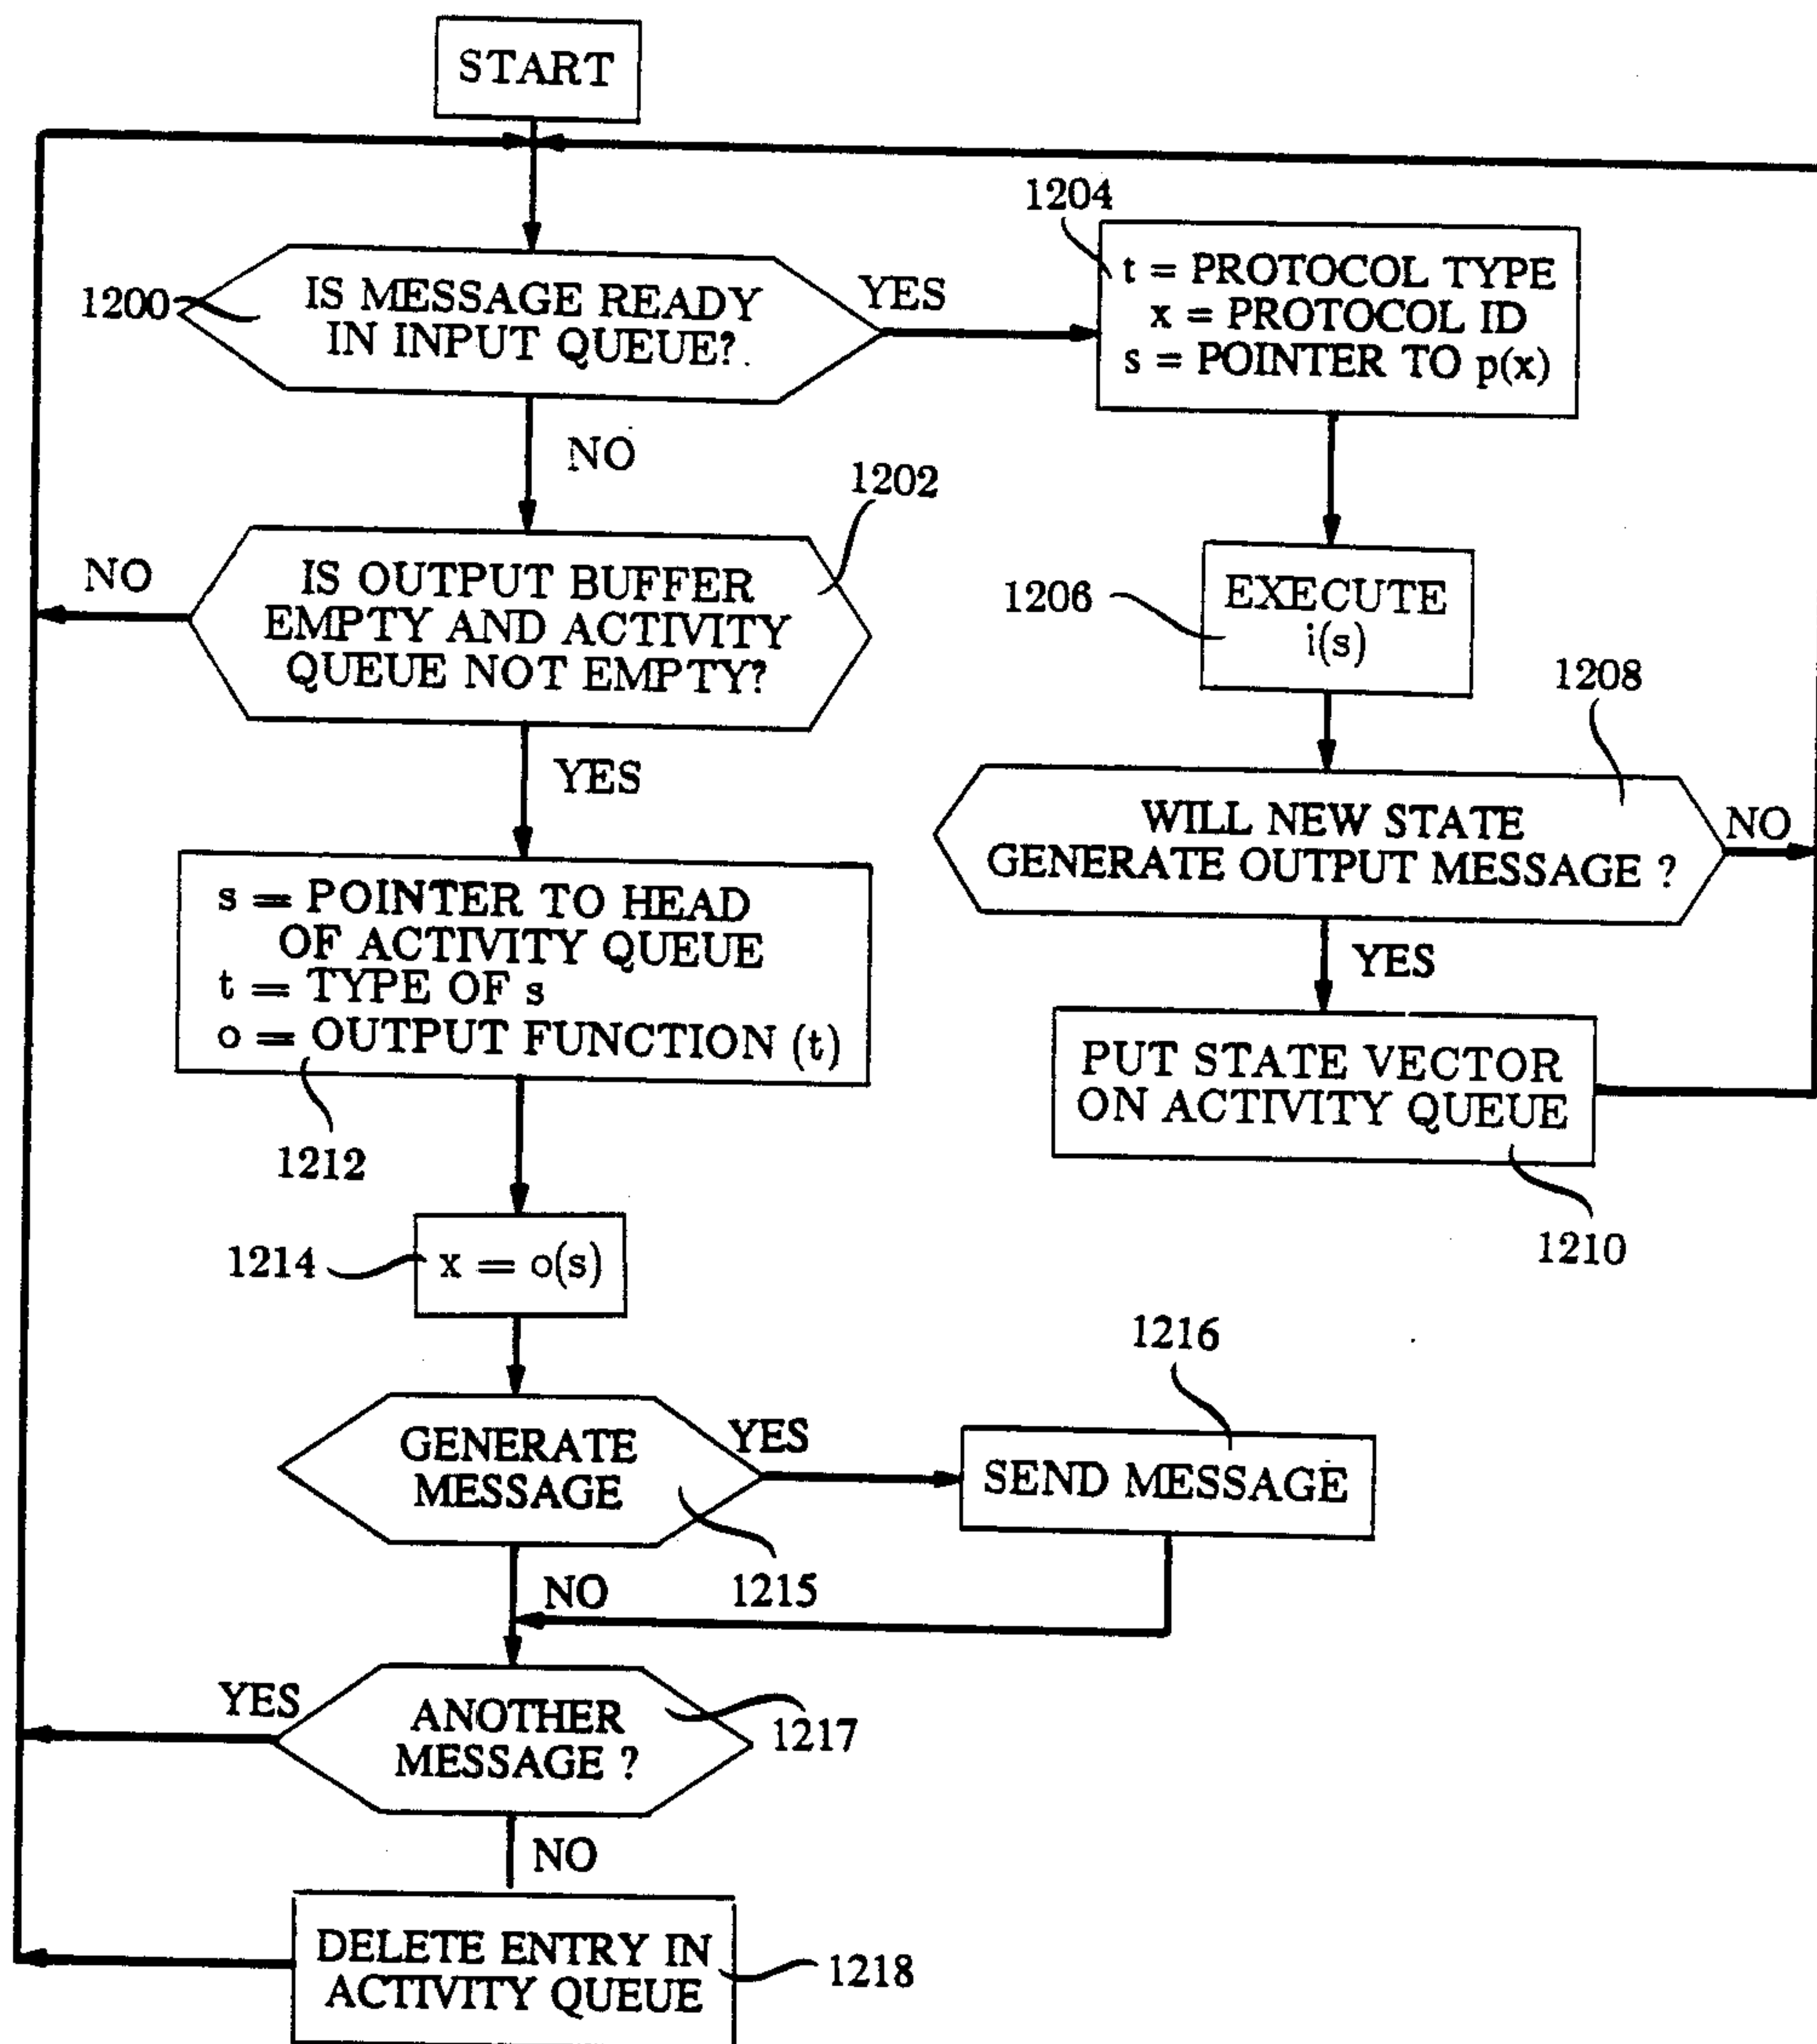 START
1204
t = PROTOCOL TYPE
x = PROTOCOL ID
s = POINTER TO p(x)
1200
IS MESSAGE READY
IN INPUT QUEUE?
YES
NO
1202
NO
IS OUTPUT BUFFER
EMPTY AND ACTIVITY
QUEUE NOT EMPTY?
1206
EXECUTE
i(s)
1208
YES
WILL NEW STATE
GENERATE OUTPUT MESSAGE ?
NO
s = POINTER TO HEAD
OF ACTIVITY QUEUE
t = TYPE OF s
o = OUTPUT FUNCTION (t)
YES
PUT STATE VECTOR
ON ACTIVITY QUEUE
1212
1210
1214
x = o(s)
1216
GENERATE
MESSAGE
YES
SEND MESSAGE
1215
NO
YES
ANOTHER
MESSAGE ?
1217
NO
DELETE ENTRY IN
ACTIVITY QUEUE
1218